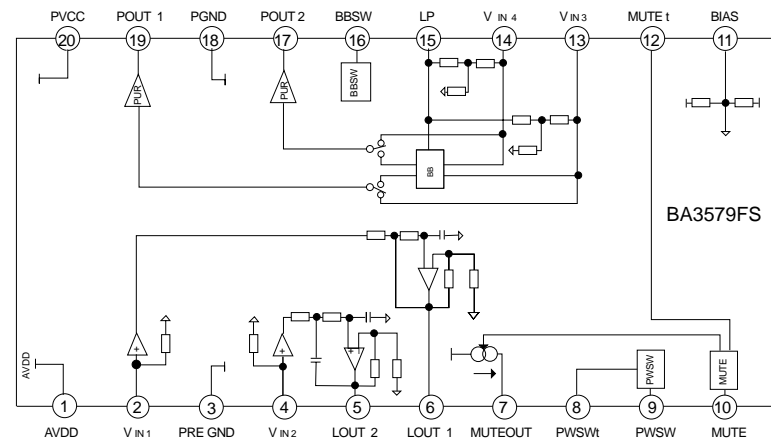 PVCC POUT 1 PGND POUT 2 BBSW LP V IN 4 V IN 3 MUTE t BIAS
20 19 18 17 16 15 14 13 12 11
PUR PUR BBSW
BB
BA3579FS
+ + +
AVDD PWSW MUTE
1 2 3 4 5 6 7 8 9 10
AVDD V IN 1 PRE GND V IN 2 LOUT 2 LOUT 1 MUTEOUT PWSWt PWSW MUTE